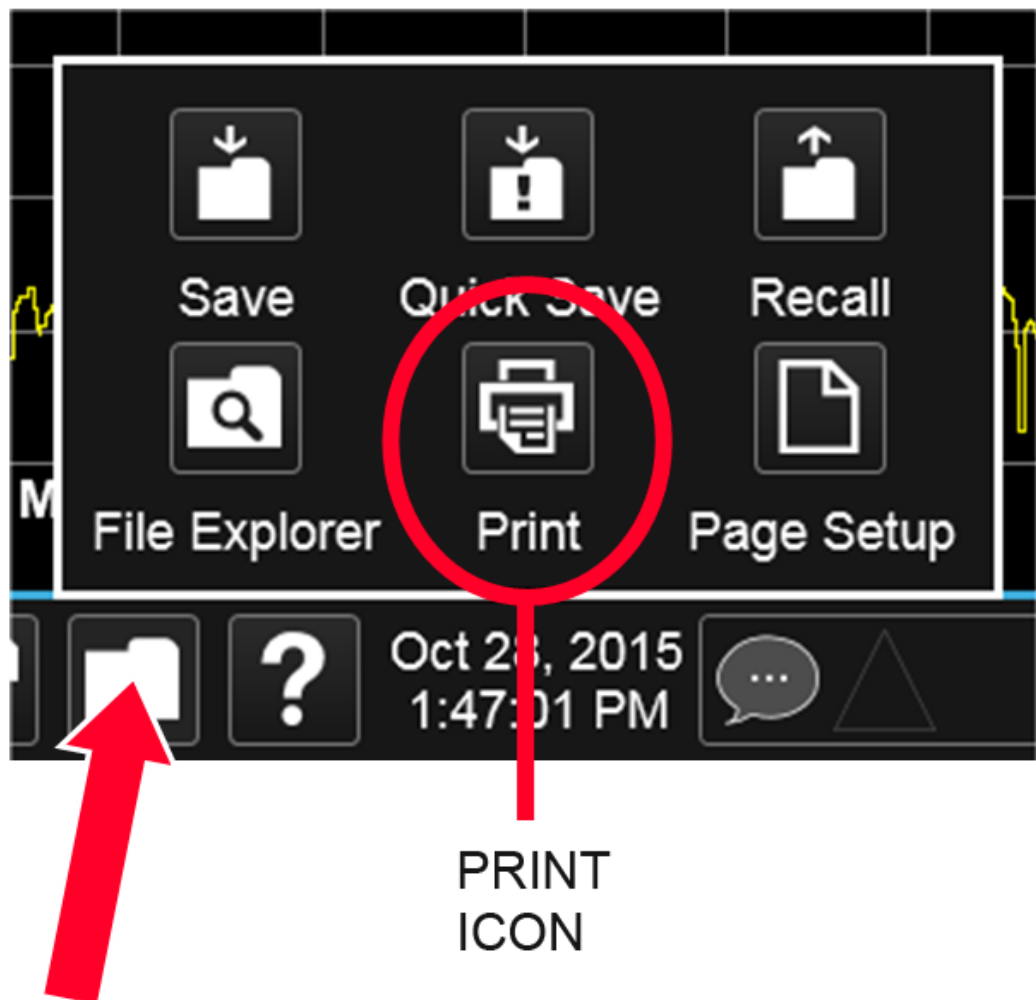 Save
Quick Save
Recall
M
File Explorer
Print
Page Setup
?
Oct 28, 2015
1:47:01 PM
PRINT
ICON